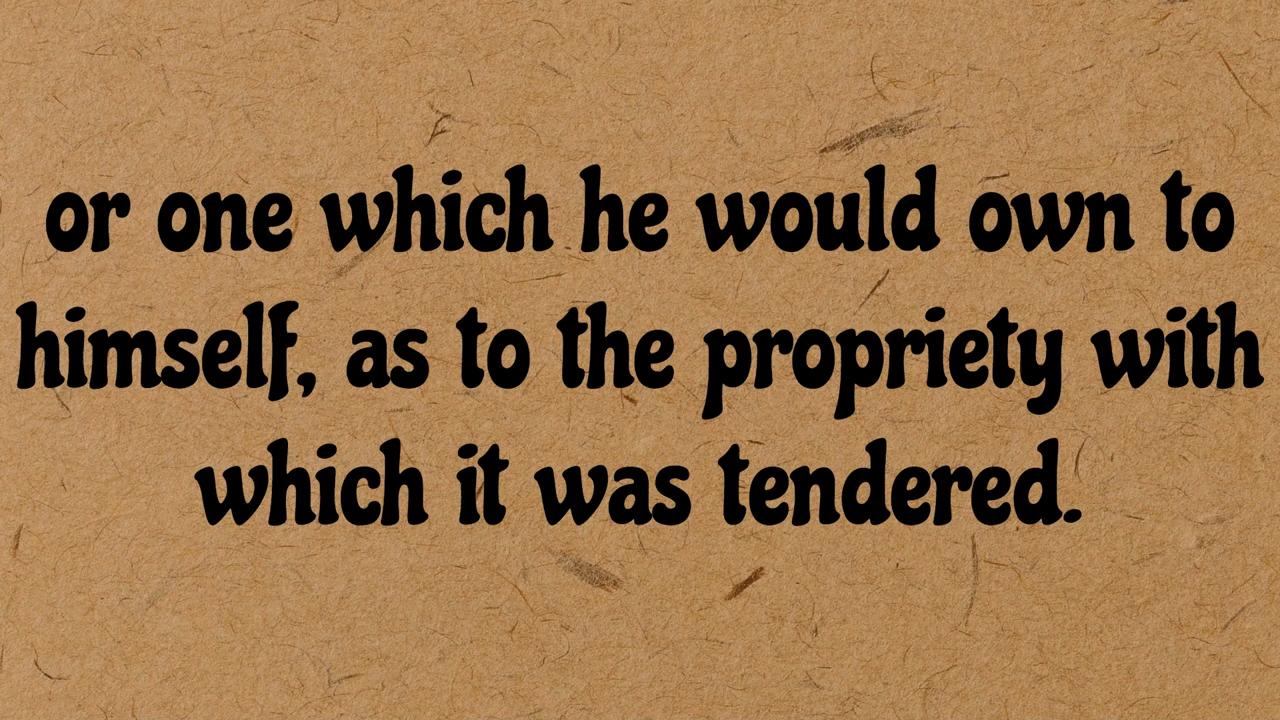 or one which he would own to
himself, as to the propriety with
which it was tendered.